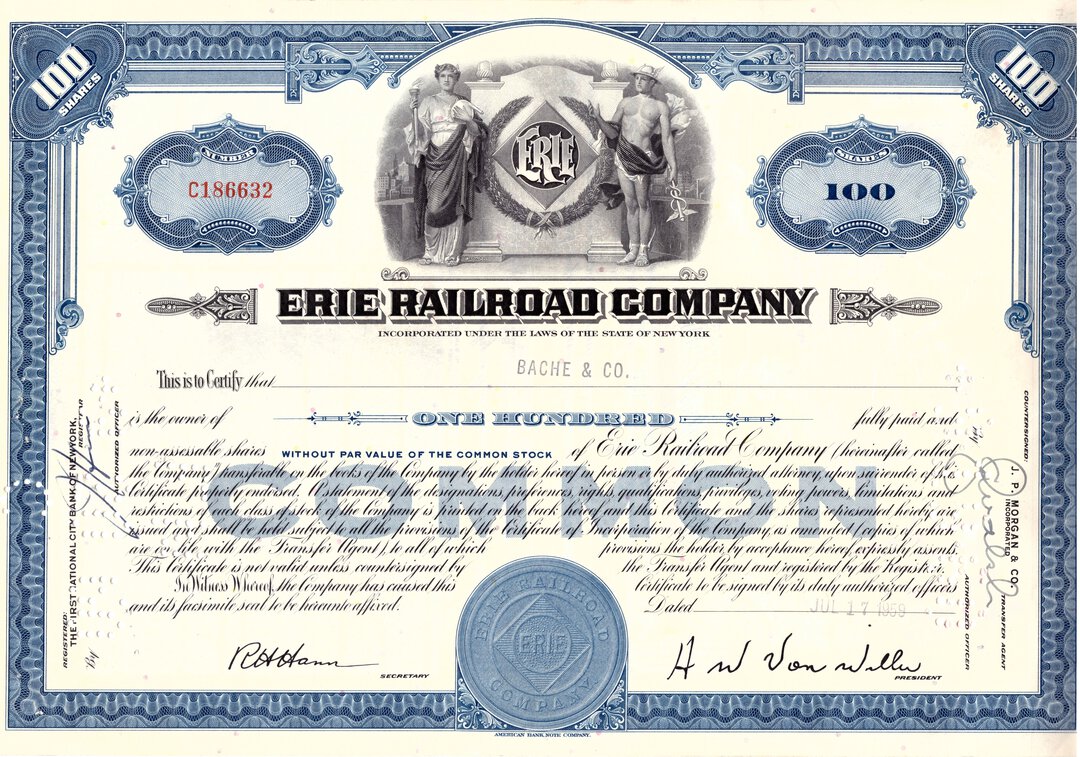 100 SHARES
100 SHARES
NUMBER
C186632
ERIE
SHARES
100
ERIE RAILROAD COMPANY
INCORPORATED UNDER THE LAWS OF THE STATE OF NEW YORK
BACHE & CO.
This is to Certify that
is the owner of ONE HUNDRED fully paid and
non-assessable shares WITHOUT PAR VALUE OF THE COMMON STOCK of Erie Railroad Company (hereinafter called
the Company) transferable on the books of the Company by the holder hereof in person or by duly authorized attorney upon surrender of this
Certificate properly endorsed. A statement of the designations, preferences, rights, qualifications, privileges, voting powers, limitations and
restrictions of each class of stock of the Company is printed on the back hereof and this Certificate and the shares represented hereby are
issued and shall be held subject to all the provisions of the Certificate of Incorporation of the Company, as amended (copies of which
are on file with the Transfer Agent), to all of which provisions the holder by acceptance hereof, expressly assents.
This Certificate is not valid unless countersigned by the Transfer Agent and registered by the Registrar.
In Witness Whereof, the Company has caused this Certificate to be signed by its duly authorized officers
and its facsimile seal to be hereunto affixed. Dated JUL 17 1959
COMMON
ERIE RAILROAD COMPANY
ERIE
R H Hann
SECRETARY
H W Von Willer
PRESIDENT
REGISTERED:
THE FIRST NATIONAL CITY BANK OF NEW YORK,
REGISTRAR
By
AUTHORIZED OFFICER
COUNTERSIGNED:
J. P. MORGAN & CO.
INCORPORATED
TRANSFER AGENT
By
AUTHORIZED OFFICER
AMERICAN BANK NOTE COMPANY.